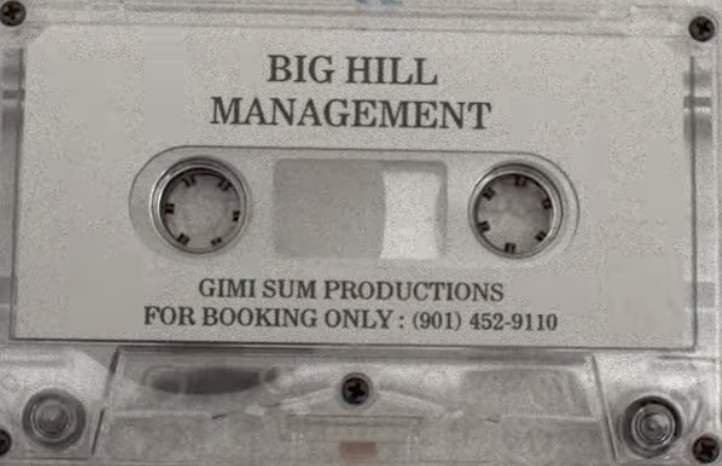 BIG HILL
MANAGEMENT
GIMI SUM PRODUCTIONS
FOR BOOKING ONLY : (901) 452-9110